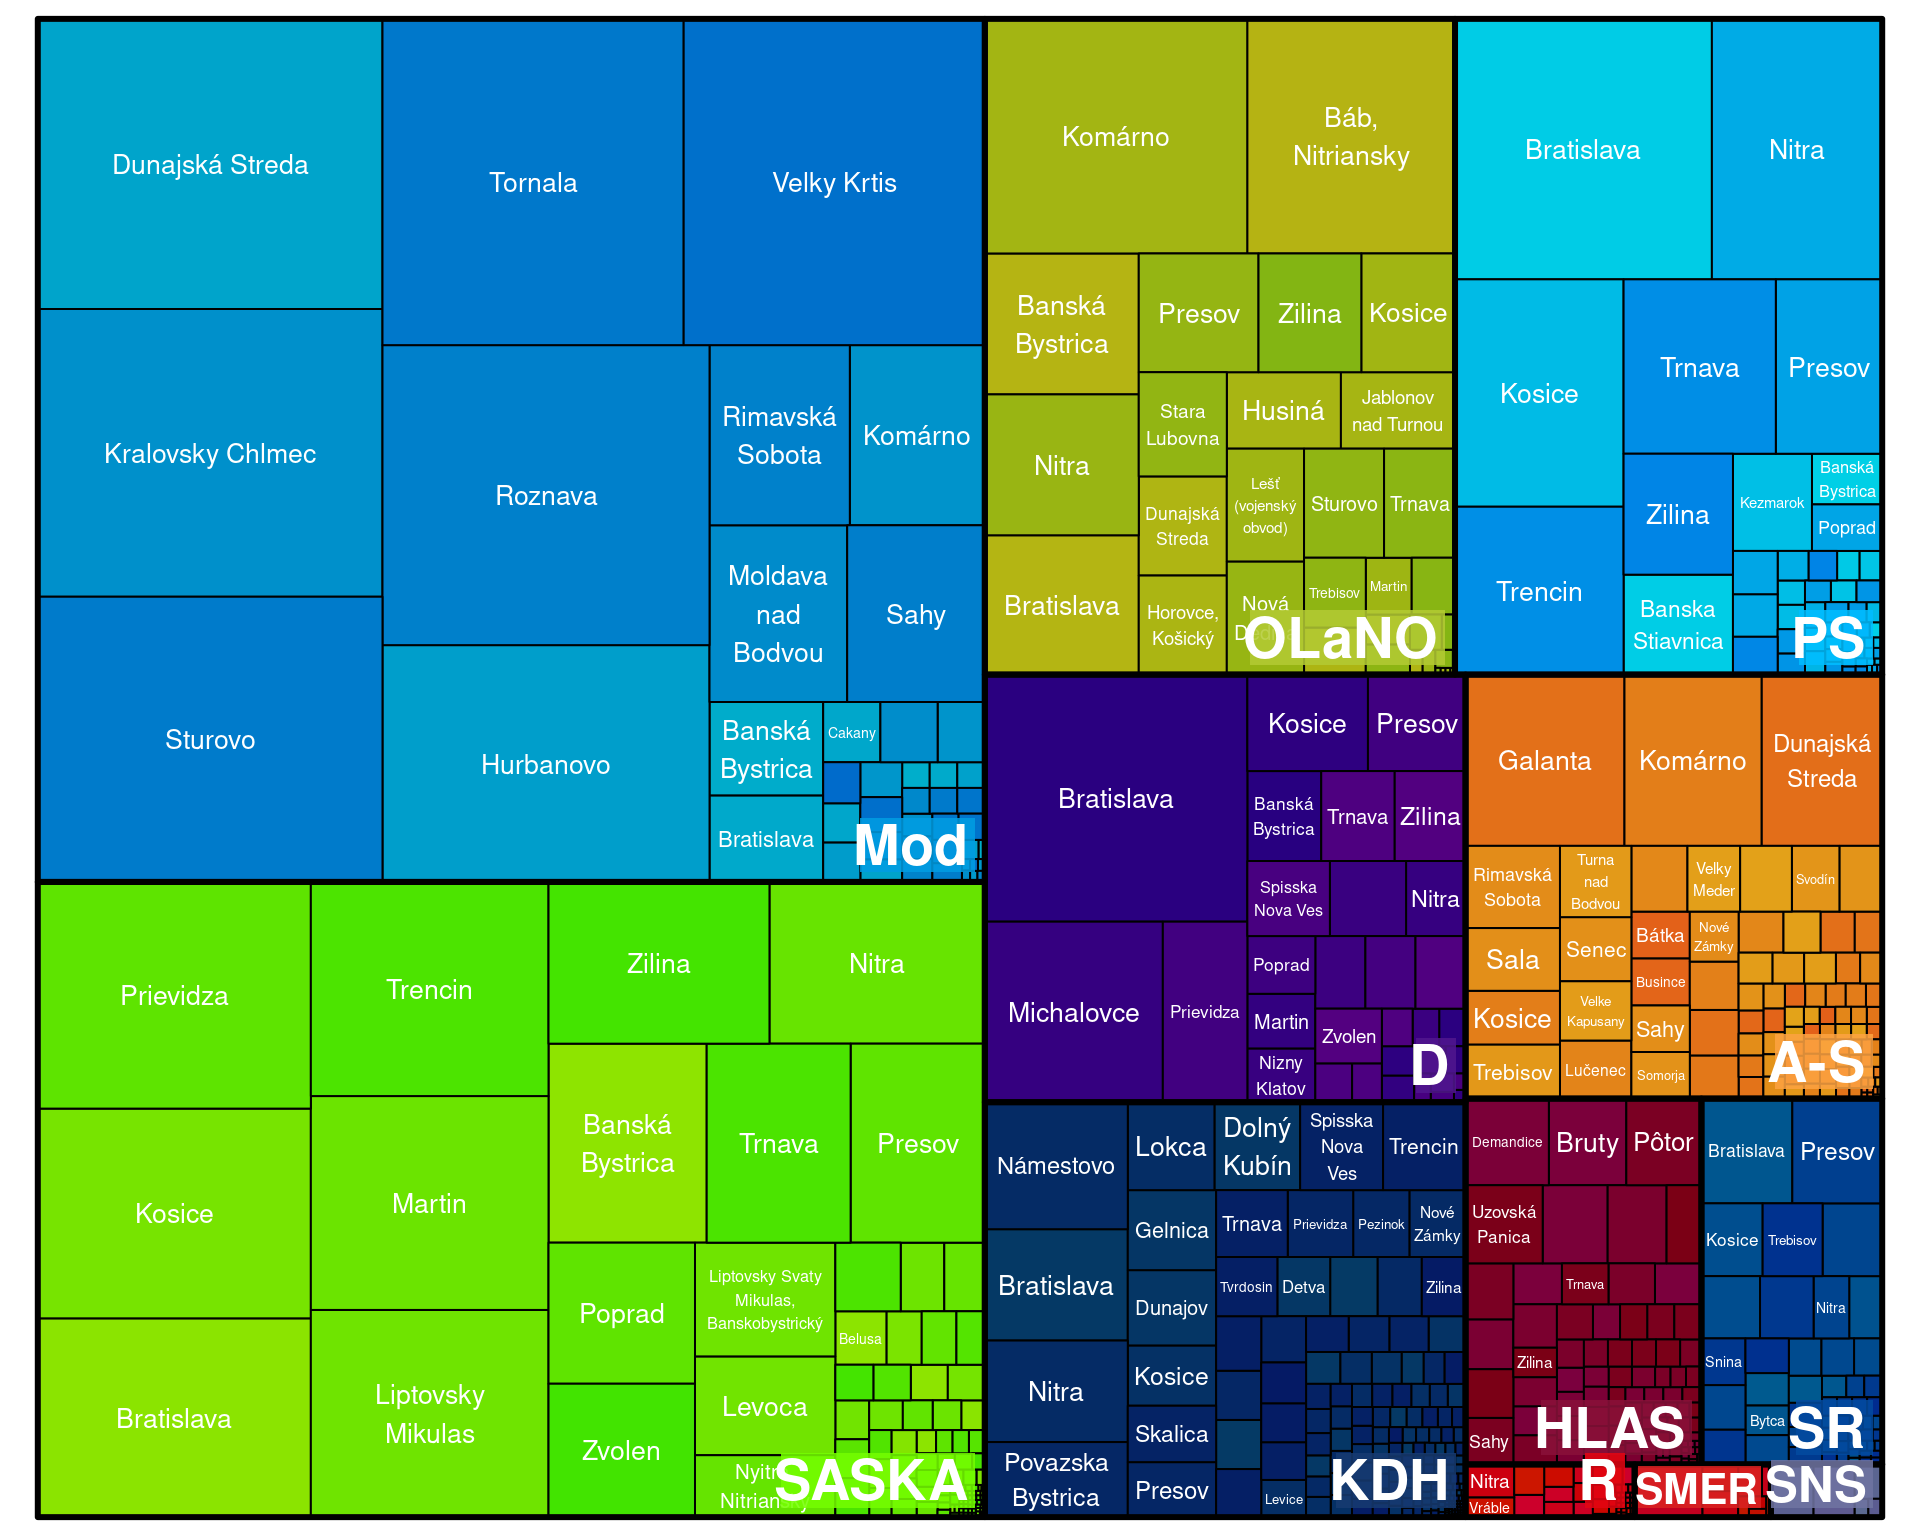 Dunajská Streda
Tornala
Velky Krtis
Kralovsky Chlmec
Roznava
Rimavská
Sobota
Komárno
Moldava
nad
Bodvou
Sahy
Sturovo
Hurbanovo
Banská
Bystrica
Cakany
Bratislava
Mod
Komárno
Báb,
Nitriansky
Banská
Bystrica
Presov
Zilina
Kosice
Nitra
Stara
Lubovna
Husiná
Jablonov
nad Turnou
Dunajská
Streda
Lešť
(vojenský
obvod)
Sturovo
Trnava
Bratislava
Horovce,
Košický
Nová
Trebisov
Martin
OLaNO
Bratislava
Nitra
Kosice
Trnava
Presov
Trencin
Zilina
Kezmarok
Banská
Bystrica
Poprad
Banska
Stiavnica
PS
Prievidza
Trencin
Zilina
Nitra
Kosice
Martin
Banská
Bystrica
Trnava
Presov
Bratislava
Liptovsky
Mikulas
Poprad
Liptovsky Svaty
Mikulas,
Banskobystrický
Belusa
Levoca
Zvolen
SASKA
Bratislava
Kosice
Presov
Banská
Bystrica
Trnava
Zilina
Spisska
Nova Ves
Nitra
Michalovce
Prievidza
Poprad
Martin
Zvolen
Nizny
Klatov
D
Galanta
Komárno
Dunajská
Streda
Rimavská
Sobota
Turna
nad
Bodvou
Velky
Meder
Svodín
Sala
Senec
Bátka
Nové
Zámky
Busince
Kosice
Velke
Kapusany
Sahy
Trebisov
Lučenec
Somorja
A-S
Námestovo
Lokca
Dolný
Kubín
Spisska
Nova
Ves
Trencin
Gelnica
Trnava
Prievidza
Pezinok
Nové
Zámky
Bratislava
Dunajov
Tvrdosin
Detva
Zilina
Nitra
Kosice
Skalica
Povazska
Bystrica
Presov
Levice
KDH
Demandice
Bruty
Pôtor
Uzovská
Panica
Trnava
Zilina
Sahy
HLAS
Bratislava
Presov
Kosice
Trebisov
Nitra
Snina
Bytca
SR
Nitra
Vráble
R
SMER
SNS